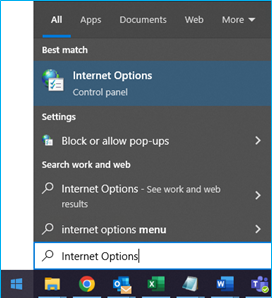 All Apps Documents Web More
Best match
Internet Options
Control panel
Settings
Block or allow pop-ups
Search work and web
Internet Options - See work and web
results
internet options menu
Internet Options